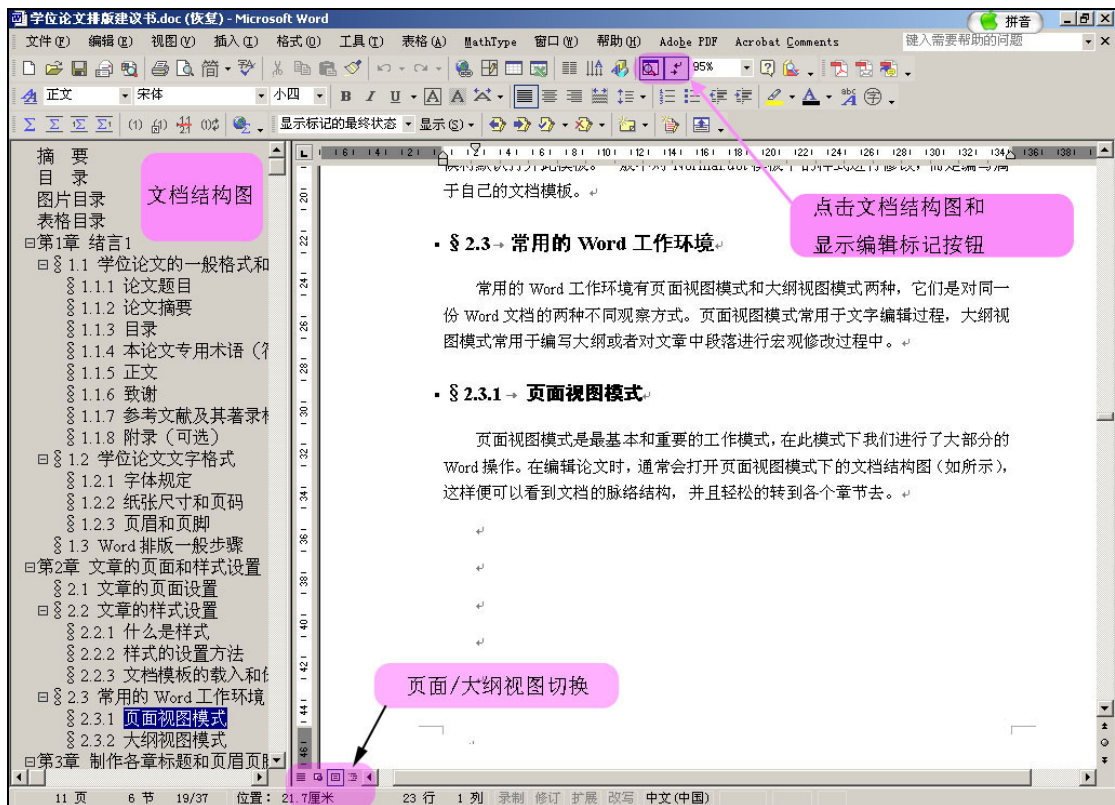 学位论文排版建议书.doc (恢复) - Microsoft Word
拼音
文件(F) 编辑(E) 视图(V) 插入(I) 格式(O) 工具(T) 表格(A) MathType 窗口(W) 帮助(H) Adobe PDF Acrobat Comments 键入需要帮助的问题
95%
正文 宋体 小四 B I U A A
显示标记的最终状态 显示(S)
文档结构图
摘 要
目 录
图片目录
表格目录
第1章 绪言1
§ 1.1 学位论文的一般格式和
§ 1.1.1 论文题目
§ 1.1.2 论文摘要
§ 1.1.3 目录
§ 1.1.4 本论文专用术语（符
§ 1.1.5 正文
§ 1.1.6 致谢
§ 1.1.7 参考文献及其著录格
§ 1.1.8 附录（可选）
§ 1.2 学位论文文字格式
§ 1.2.1 字体规定
§ 1.2.2 纸张尺寸和页码
§ 1.2.3 页眉和页脚
§ 1.3 Word 排版一般步骤
第2章 文章的页面和样式设置
§ 2.1 文章的页面设置
§ 2.2 文章的样式设置
§ 2.2.1 什么是样式
§ 2.2.2 样式的设置方法
§ 2.2.3 文档模板的载入和
§ 2.3 常用的 Word 工作环境
§ 2.3.1 页面视图模式
§ 2.3.2 大纲视图模式
第3章 制作各章标题和页眉页脚
于自己的文档模板。
点击文档结构图和
显示编辑标记按钮
§ 2.3 常用的 Word 工作环境
常用的 Word 工作环境有页面视图模式和大纲视图模式两种，它们是对同一
份 Word 文档的两种不同观察方式。页面视图模式常用于文字编辑过程，大纲视
图模式常用于编写大纲或者对文章中段落进行宏观修改过程中。
§ 2.3.1 页面视图模式
页面视图模式是最基本和重要的工作模式，在此模式下我们进行了大部分的
Word 操作。在编辑论文时，通常会打开页面视图模式下的文档结构图（如所示），
这样便可以看到文档的脉络结构，并且轻松的转到各个章节去。
页面/大纲视图切换
11 页 6 节 19/37 位置: 21.7厘米 23 行 1 列 录制 修订 扩展 改写 中文(中国)